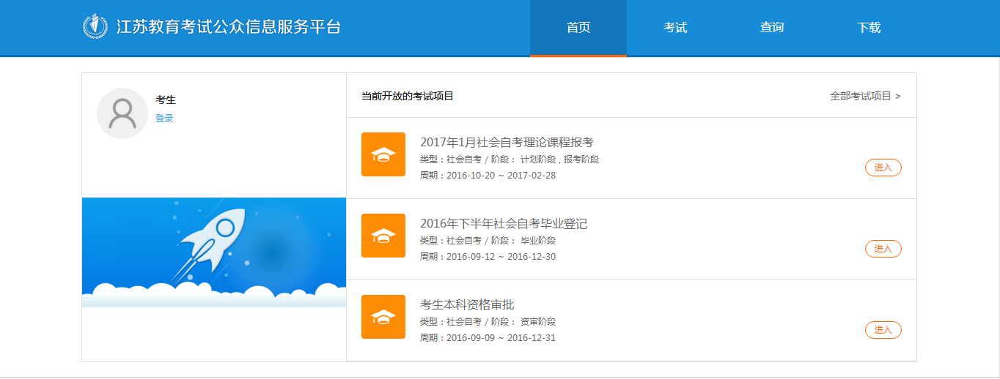 江苏教育考试公众信息服务平台
首页
考试
查询
下载
考生
登录
当前开放的考试项目
全部考试项目 >
2017年1月社会自考理论课程报考
类型：社会自考 / 阶段： 计划阶段 , 报考阶段
周期：2016-10-20 ~ 2017-02-28
进入
2016年下半年社会自考毕业登记
类型：社会自考 / 阶段： 毕业阶段
周期：2016-09-12 ~ 2016-12-30
进入
考生本科资格审批
类型：社会自考 / 阶段： 资审阶段
周期：2016-09-09 ~ 2016-12-31
进入